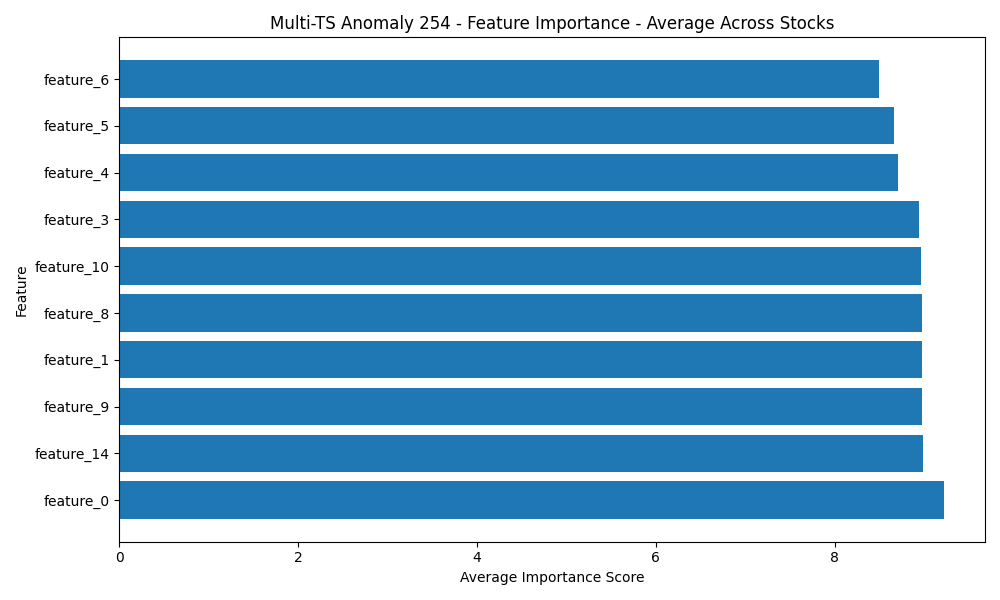 Multi-TS Anomaly 254 - Feature Importance - Average Across Stocks
feature_6
feature_5
feature_4
feature_3
feature_10
feature_8
feature_1
feature_9
feature_14
feature_0
Feature
0 2 4 6 8
Average Importance Score